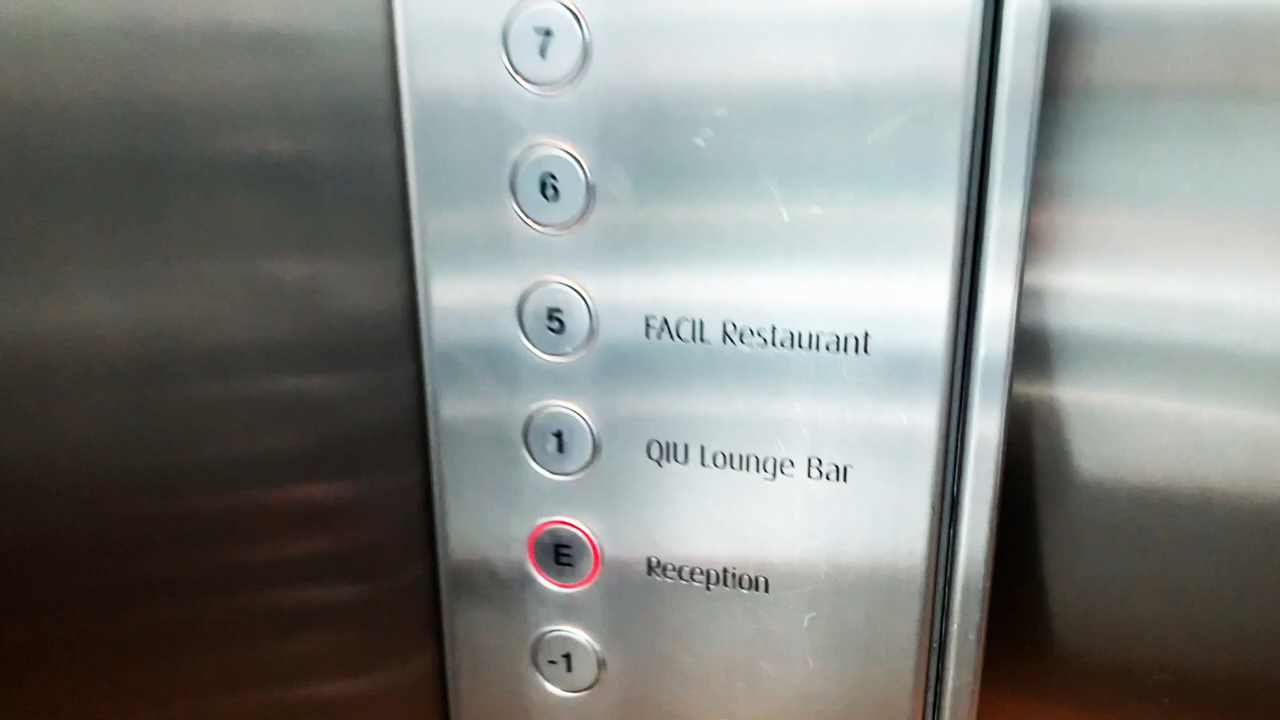 7
6
5 FACIL Restaurant
1 QIU Lounge Bar
E Reception
-1